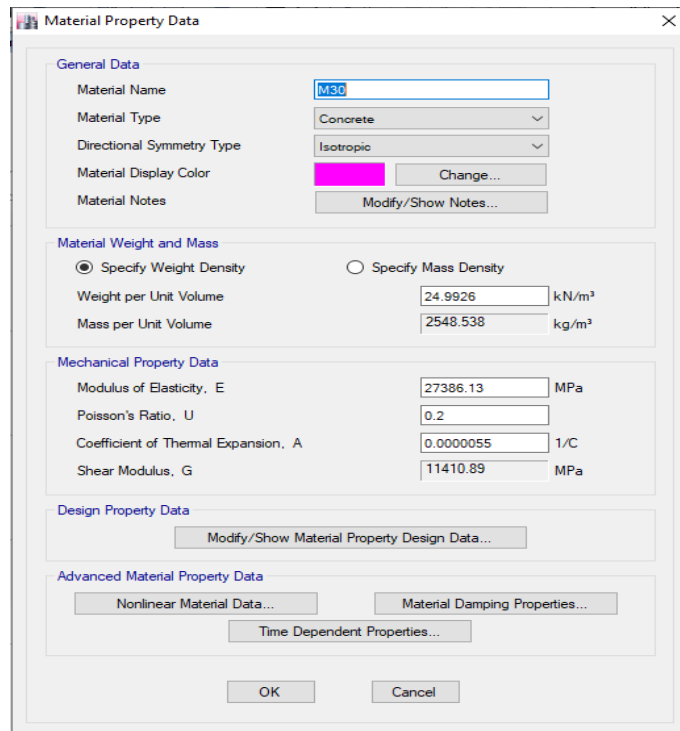 Material Property Data
General Data
Material Name M30
Material Type Concrete
Directional Symmetry Type Isotropic
Material Display Color Change...
Material Notes Modify/Show Notes...
Material Weight and Mass
Specify Weight Density Specify Mass Density
Weight per Unit Volume 24.9926 kN/m³
Mass per Unit Volume 2548.538 kg/m³
Mechanical Property Data
Modulus of Elasticity, E 27386.13 MPa
Poisson's Ratio, U 0.2
Coefficient of Thermal Expansion, A 0.0000055 1/C
Shear Modulus, G 11410.89 MPa
Design Property Data
Modify/Show Material Property Design Data...
Advanced Material Property Data
Nonlinear Material Data... Material Damping Properties...
Time Dependent Properties...
OK Cancel